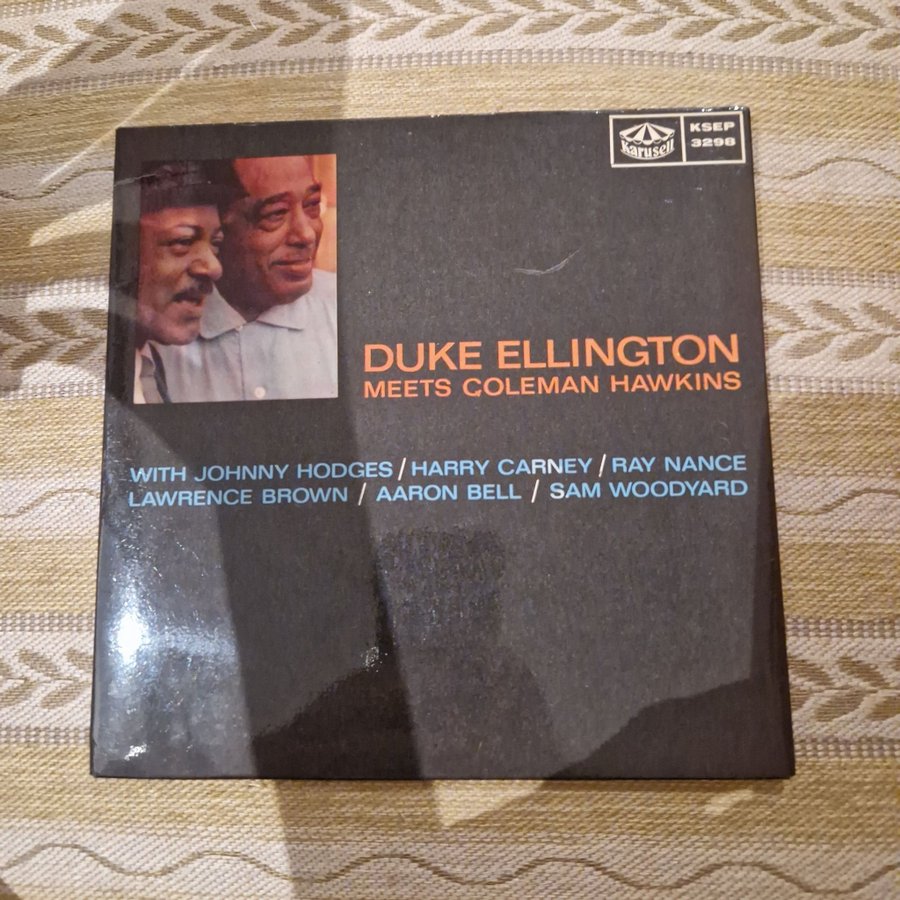 Karusell
KSEP
3298
DUKE ELLINGTON
MEETS COLEMAN HAWKINS
WITH JOHNNY HODGES / HARRY CARNEY / RAY NANCE
LAWRENCE BROWN / AARON BELL / SAM WOODYARD